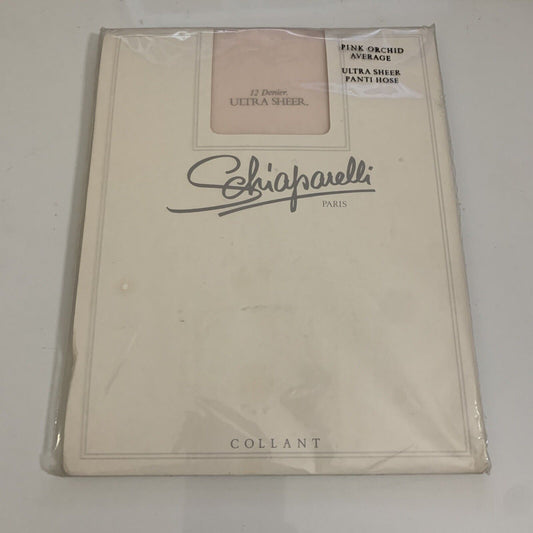 PINK ORCHID
AVERAGE
ULTRA SHEER
PANTI HOSE
12 Denier.
ULTRA SHEER.
Schiaparelli
PARIS
COLLANT